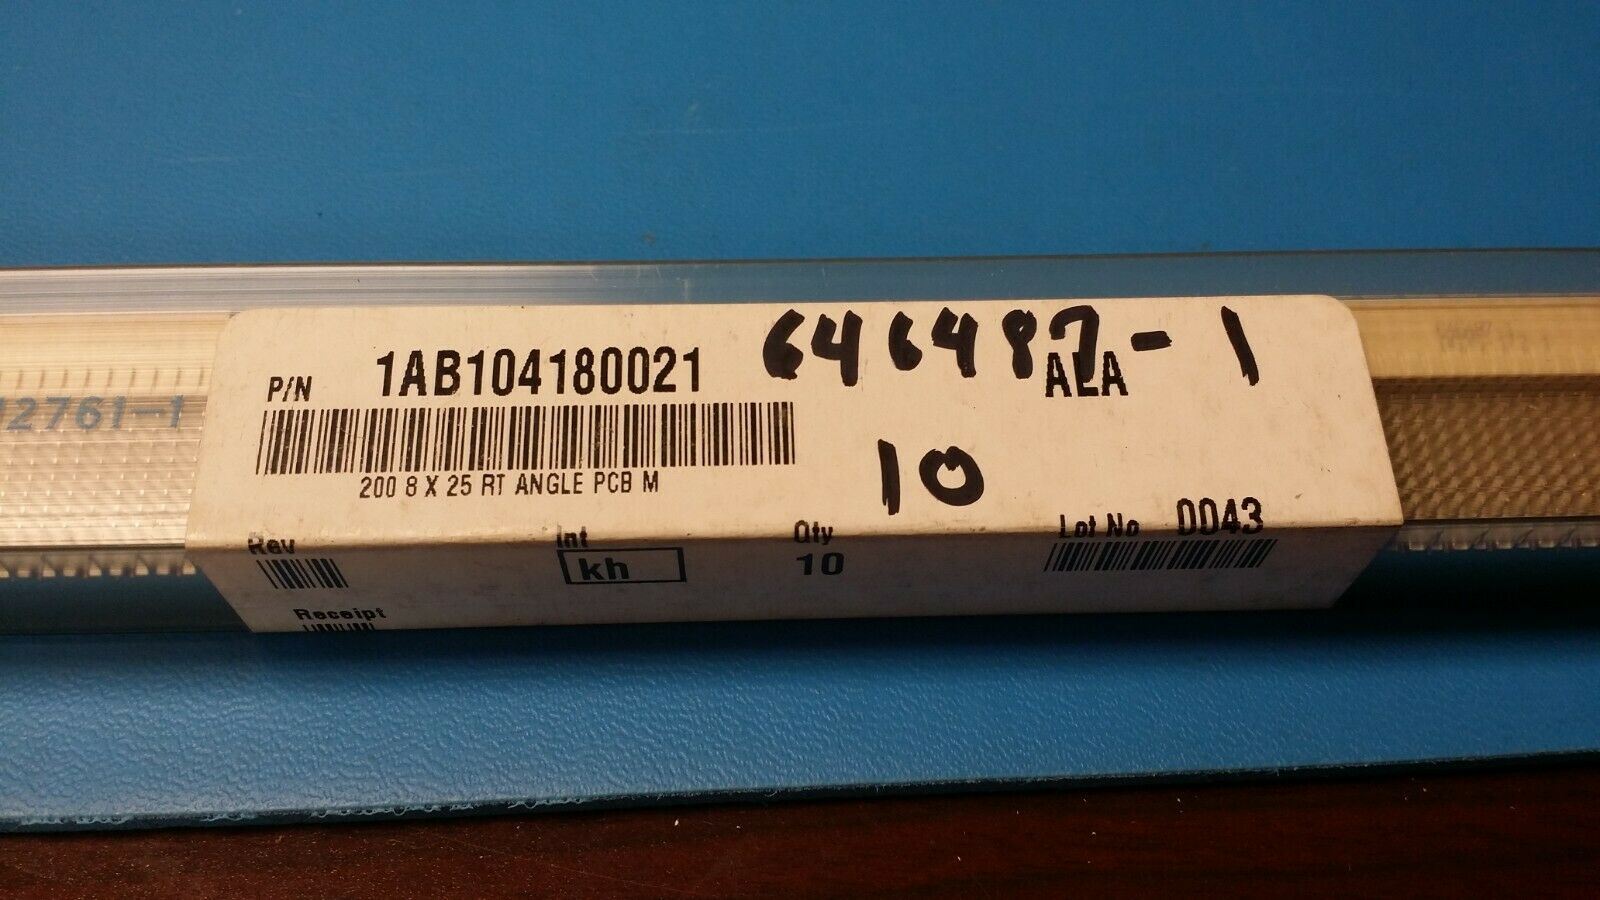 646487-1
P/N 1AB104180021 ALA
200 8 X 25 RT ANGLE PCB M
10
Rev Int Qty Lot No 0043
kh 10
Receipt
12761-1